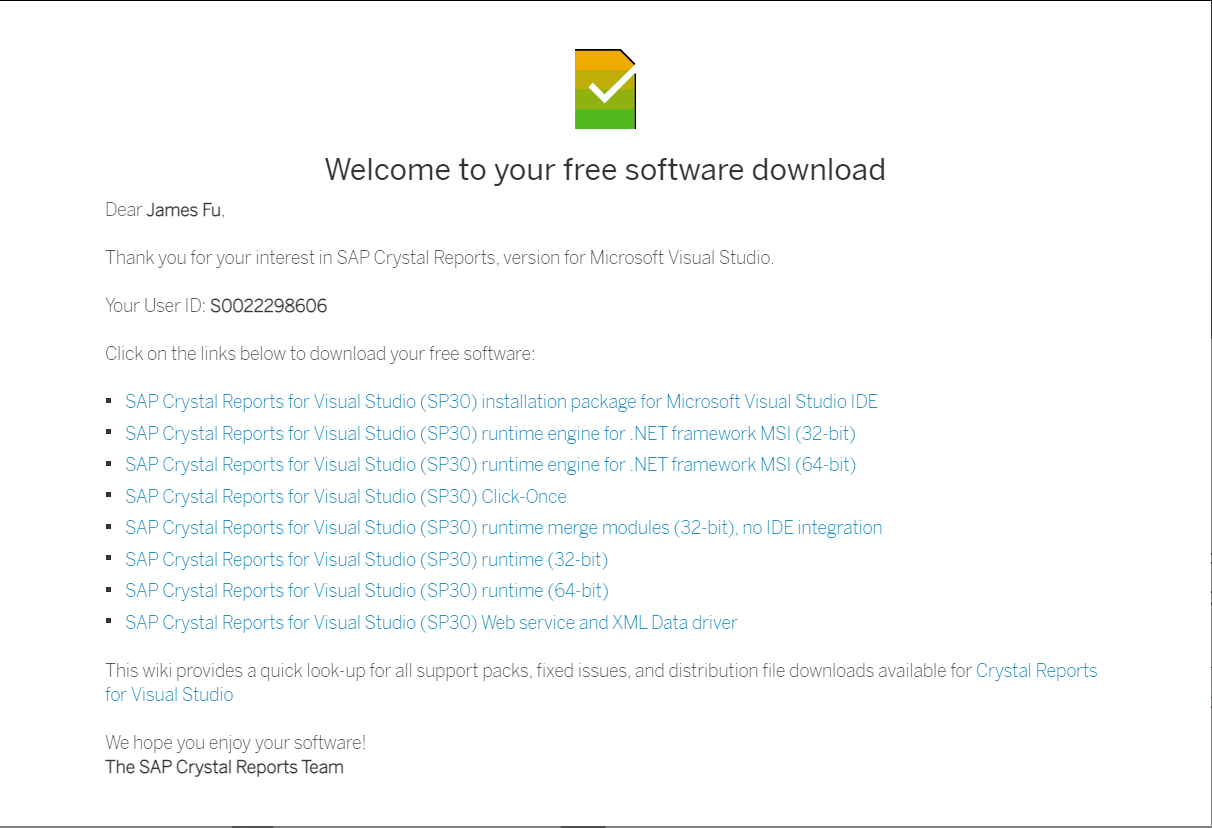 Welcome to your free software download
Dear James Fu,
Thank you for your interest in SAP Crystal Reports, version for Microsoft Visual Studio.
Your User ID: S0022298606
Click on the links below to download your free software:
SAP Crystal Reports for Visual Studio (SP30) installation package for Microsoft Visual Studio IDE
SAP Crystal Reports for Visual Studio (SP30) runtime engine for .NET framework MSI (32-bit)
SAP Crystal Reports for Visual Studio (SP30) runtime engine for .NET framework MSI (64-bit)
SAP Crystal Reports for Visual Studio (SP30) Click-Once
SAP Crystal Reports for Visual Studio (SP30) runtime merge modules (32-bit), no IDE integration
SAP Crystal Reports for Visual Studio (SP30) runtime (32-bit)
SAP Crystal Reports for Visual Studio (SP30) runtime (64-bit)
SAP Crystal Reports for Visual Studio (SP30) Web service and XML Data driver
This wiki provides a quick look-up for all support packs, fixed issues, and distribution file downloads available for Crystal Reports
for Visual Studio
We hope you enjoy your software!
The SAP Crystal Reports Team